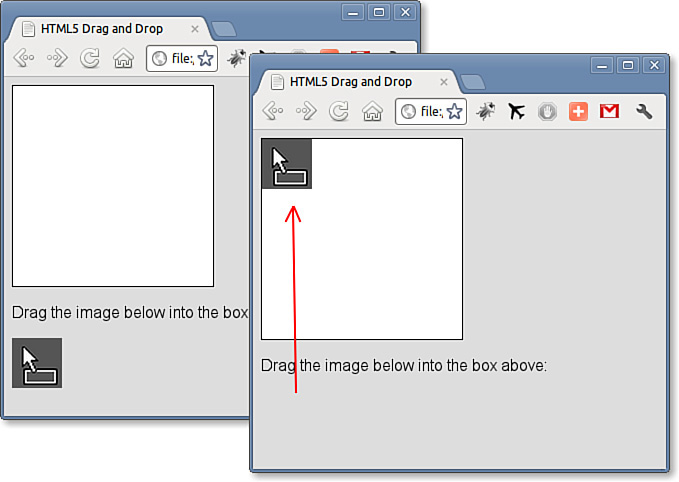 HTML5 Drag and Drop
file:
Drag the image below into the box
HTML5 Drag and Drop
file:
Drag the image below into the box above: